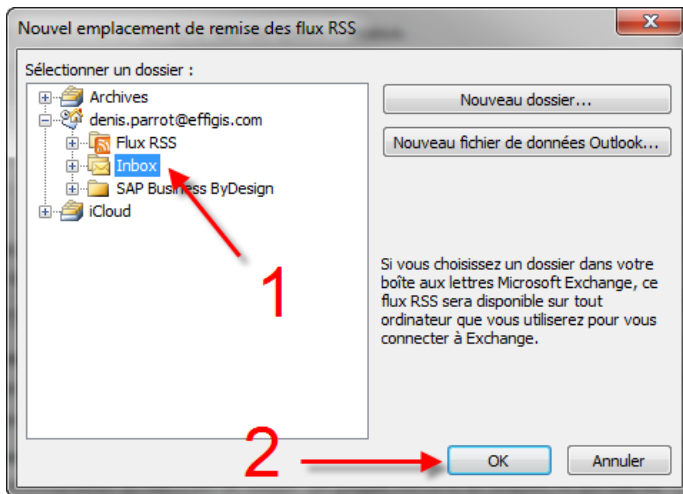 Nouvel emplacement de remise des flux RSS
Sélectionner un dossier :
Archives
denis.parrot@effigis.com
Flux RSS
Inbox
SAP Business ByDesign
iCloud
1
Nouveau dossier...
Nouveau fichier de données Outlook...
Si vous choisissez un dossier dans votre
boîte aux lettres Microsoft Exchange, ce
flux RSS sera disponible sur tout
ordinateur que vous utiliserez pour vous
connecter à Exchange.
2
OK
Annuler